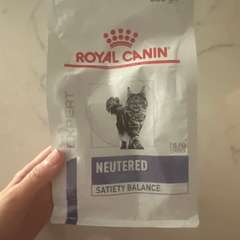 ROYAL CANIN
EXPERT
NEUTERED
SATIETY BALANCE